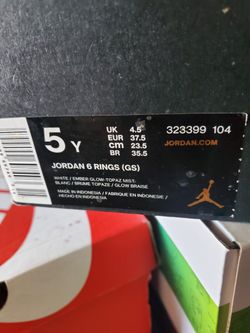 5 Y
UK 4.5
EUR 37.5
cm 23.5
BR 35.5
323399 104
JORDAN.COM
JORDAN 6 RINGS (GS)
WHITE / EMBER GLOW-TOPAZ MIST-
BLANC / BRUME TOPAZE / GLOW BRAISE
MADE IN INDONESIA / FABRIQUE EN INDONESIE /
HECHO EN INDONESIA